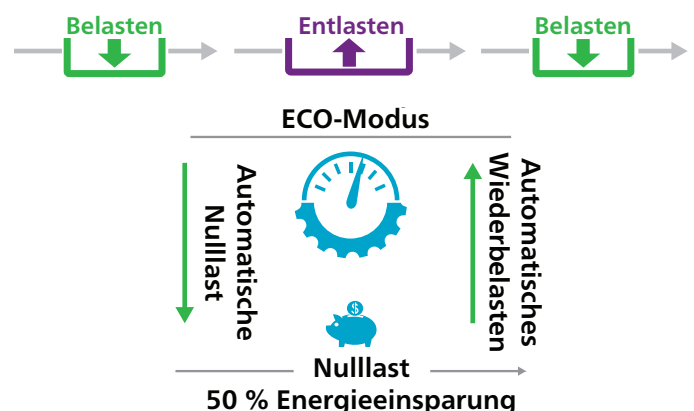 Belasten
Entlasten
Belasten
ECO-Modus
Automatische
Nulllast
$
Automatisches
Wiederbelasten
Nulllast
50 % Energieeinsparung